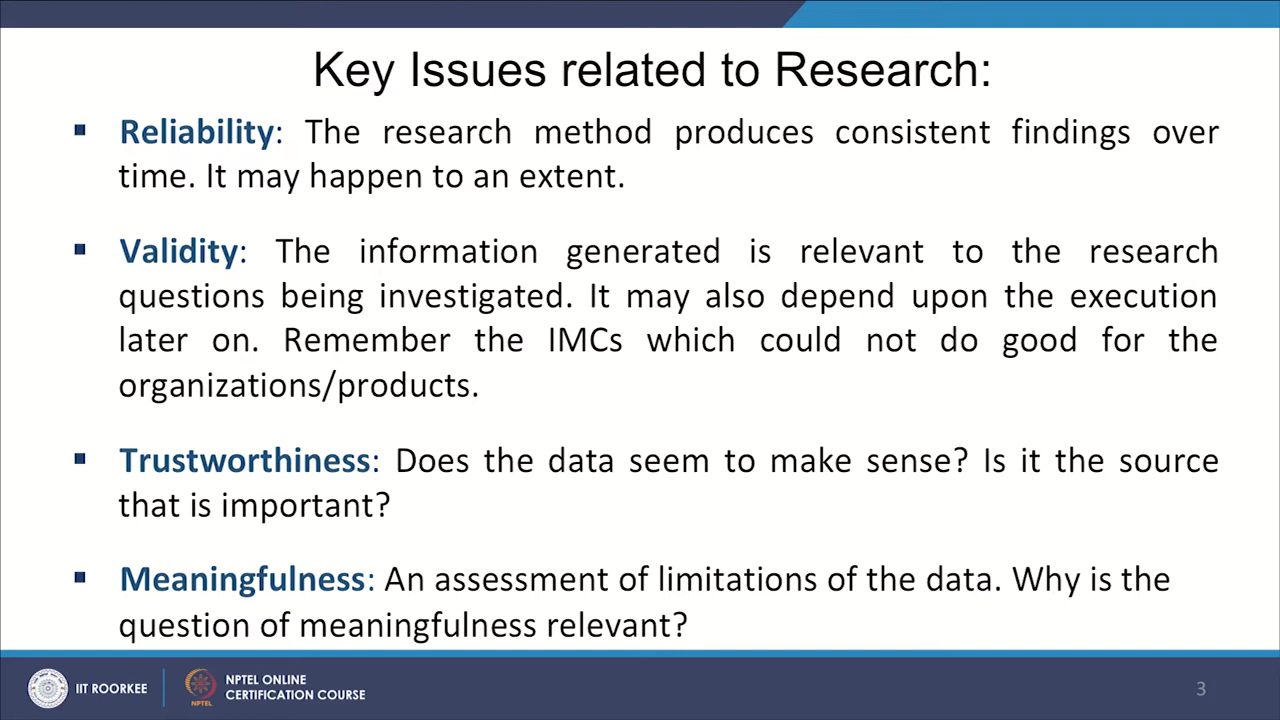 Key Issues related to Research:
▪ Reliability: The research method produces consistent findings over
time. It may happen to an extent.
▪ Validity: The information generated is relevant to the research
questions being investigated. It may also depend upon the execution
later on. Remember the IMCs which could not do good for the
organizations/products.
▪ Trustworthiness: Does the data seem to make sense? Is it the source
that is important?
▪ Meaningfulness: An assessment of limitations of the data. Why is the
question of meaningfulness relevant?
IIT ROORKEE
NPTEL
NPTEL ONLINE
CERTIFICATION COURSE
3